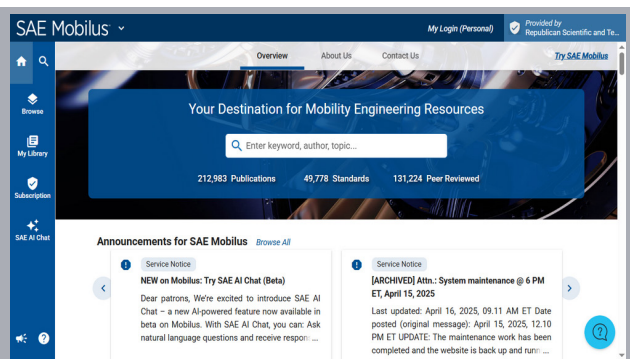 SAE Mobilus
My Login (Personal)
Provided by
Republican Scientific and Te...
Overview
About Us
Contact Us
Try SAE Mobilus
Browse
My Library
Subscription
SAE AI Chat
Your Destination for Mobility Engineering Resources
Enter keyword, author, topic...
212,983 Publications
49,778 Standards
131,224 Peer Reviewed
Announcements for SAE Mobilus Browse All
Service Notice
NEW on Mobilus: Try SAE AI Chat (Beta)
Dear patrons, We're excited to introduce SAE AI
Chat – a new AI-powered feature now available in
beta on Mobilus. With SAE AI Chat, you can: Ask
natural language questions and receive respon ...
Service Notice
[ARCHIVED] Attn.: System maintenance @ 6 PM
ET, April 15, 2025
Last updated: April 16, 2025, 09.11 AM ET Date
posted (original message): April 15, 2025, 12.10
PM ET UPDATE: The maintenance work has been
completed and the website is back up and runn ...